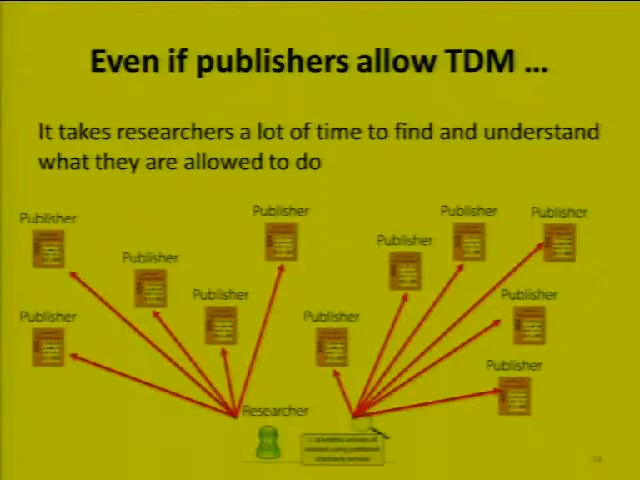 Even if publishers allow TDM ...
It takes researchers a lot of time to find and understand
what they are allowed to do
Publisher
Publisher
Publisher
Publisher
Publisher
Publisher
Publisher
Publisher
Publisher
Publisher
Publisher
Publisher
Researcher